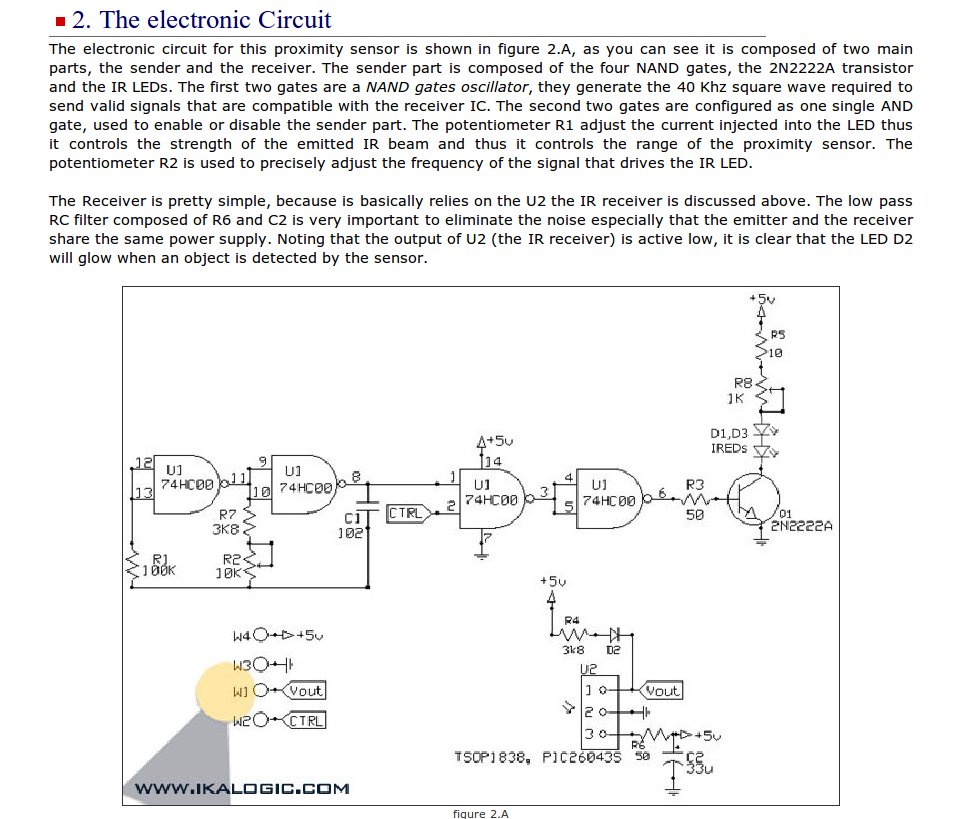 2. The electronic Circuit
The electronic circuit for this proximity sensor is shown in figure 2.A, as you can see it is composed of two main
parts, the sender and the receiver. The sender part is composed of the four NAND gates, the 2N2222A transistor
and the IR LEDs. The first two gates are a NAND gates oscillator, they generate the 40 Khz square wave required to
send valid signals that are compatible with the receiver IC. The second two gates are configured as one single AND
gate, used to enable or disable the sender part. The potentiometer R1 adjust the current injected into the LED thus
it controls the strength of the emitted IR beam and thus it controls the range of the proximity sensor. The
potentiometer R2 is used to precisely adjust the frequency of the signal that drives the IR LED.
The Receiver is pretty simple, because is basically relies on the U2 the IR receiver is discussed above. The low pass
RC filter composed of R6 and C2 is very important to eliminate the noise especially that the emitter and the receiver
share the same power supply. Noting that the output of U2 (the IR receiver) is active low, it is clear that the LED D2
will glow when an object is detected by the sensor.
+5v
R5
10
R8
1K
D1,D3
IREDs
+5v
14
12
13
U1
74HC00
11
9
10
U1
74HC00
8
1
2
U1
74HC00
3
7
4
5
U1
74HC00
6
R3
50
Q1
2N2222A
R7
3K8
C1
102
CTRL
R1
100K
R2
10K
+5v
R4
3k8
D2
W4
+5v
W3
W1
Vout
W2
CTRL
U2
1
2
3
Vout
+5v
R6
50
C2
33u
TSOP1838, PIC26043S
WWW.IKALOGIC.COM
figure 2.A